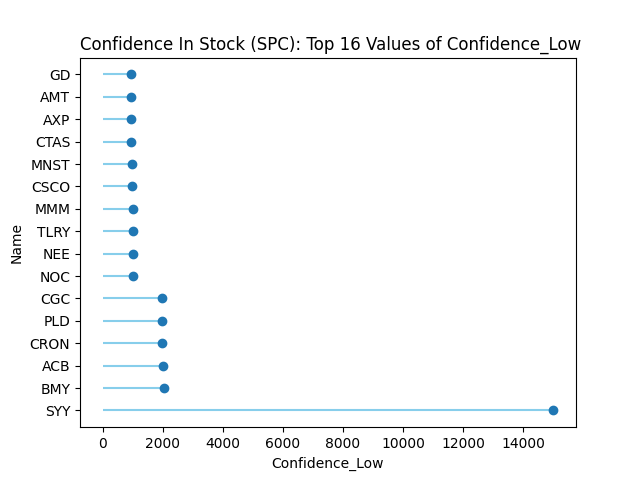 Confidence In Stock (SPC): Top 16 Values of Confidence_Low
GD
AMT
AXP
CTAS
MNST
CSCO
MMM
TLRY
NEE
NOC
CGC
PLD
CRON
ACB
BMY
SYY
Name
0 2000 4000 6000 8000 10000 12000 14000
Confidence_Low